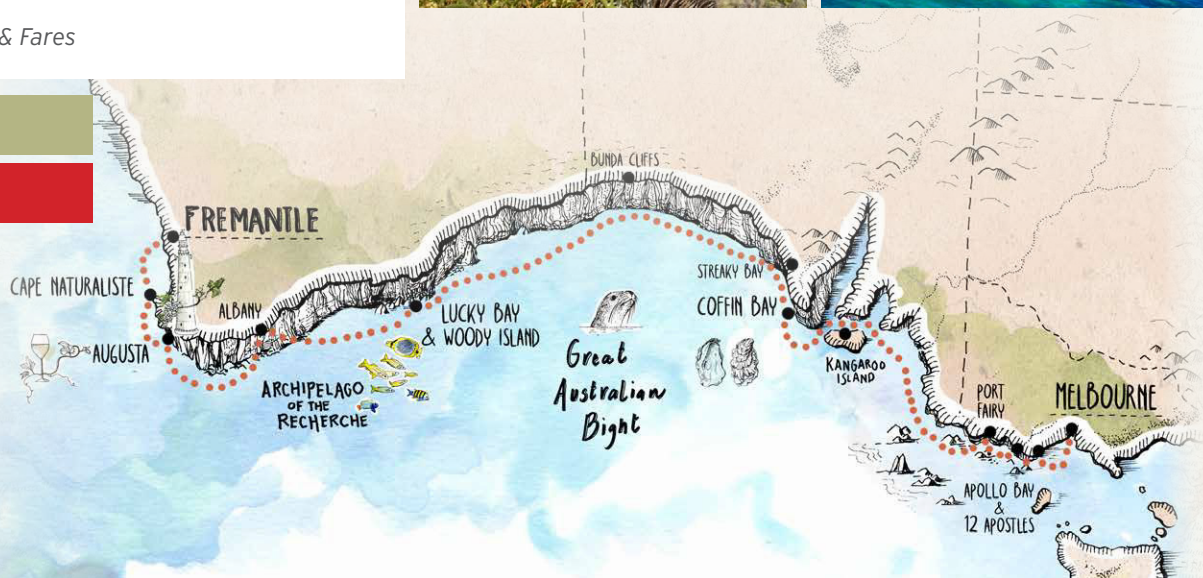 & Fares
BUNDA CLIFFS
FREMANTLE
CAPE NATURALISTE
ALBANY
AUGUSTA
LUCKY BAY
& WOODY ISLAND
ARCHIPELAGO
OF THE
RECHERCHE
Great
Australian
Bight
STREAKY BAY
COFFIN BAY
KANGAROO
ISLAND
PORT
FAIRY
MELBOURNE
APOLLO BAY
&
12 APOSTLES